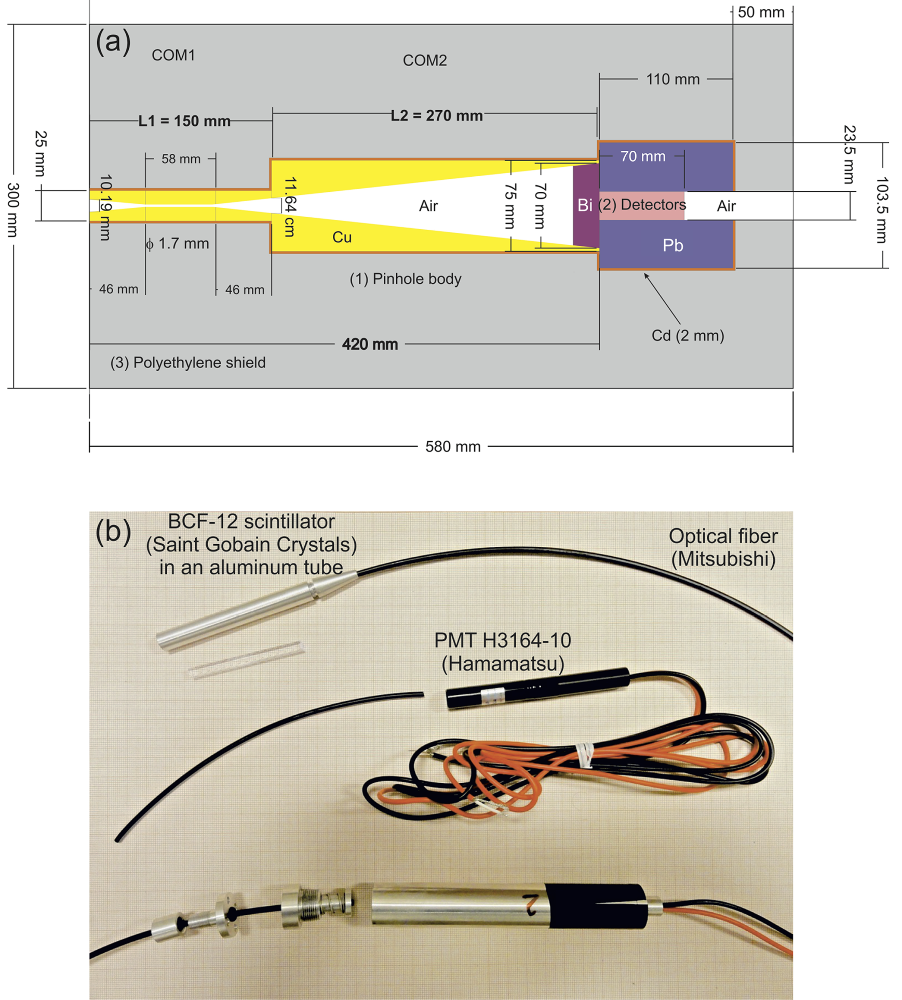 50 mm
(a)
COM1
COM2
110 mm
L1 = 150 mm
L2 = 270 mm
25 mm
58 mm
70 mm
23.5 mm
300 mm
10.19 mm
11.64 cm
Air
75 mm
70 mm
Bi
(2) Detectors
Air
103.5 mm
ϕ 1.7 mm
Cu
Pb
46 mm
46 mm
(1) Pinhole body
Cd (2 mm)
420 mm
(3) Polyethylene shield
580 mm
(b)
BCF-12 scintillator
(Saint Gobain Crystals)
in an aluminum tube
Optical fiber
(Mitsubishi)
PMT H3164-10
(Hamamatsu)
2